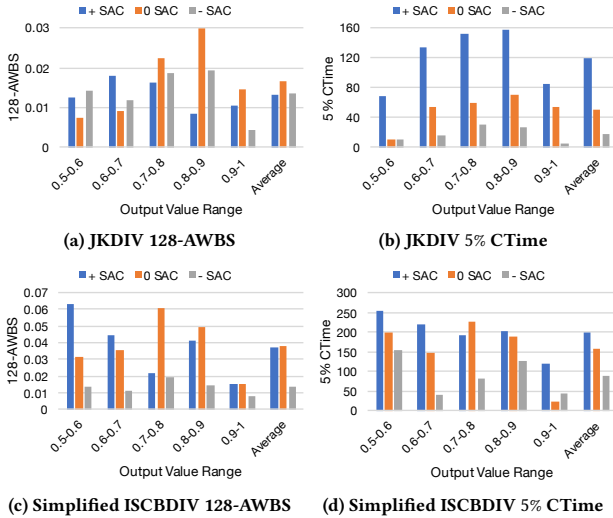 + SAC 0 SAC - SAC
128-AWBS
0.03
0.02
0.01
0
0.5-0.6 0.6-0.7 0.7-0.8 0.8-0.9 0.9-1 Average
Output Value Range
(a) JKDIV 128-AWBS
+ SAC 0 SAC - SAC
5 % CTime
160
120
80
40
0
0.5-0.6 0.6-0.7 0.7-0.8 0.8-0.9 0.9-1 Average
Output Value Range
(b) JKDIV 5% CTime
+ SAC 0 SAC - SAC
128-AWBS
0.07
0.06
0.05
0.04
0.03
0.02
0.01
0
0.5-0.6 0.6-0.7 0.7-0.8 0.8-0.9 0.9-1 Average
Output Value Range
(c) Simplified ISCBDIV 128-AWBS
+ SAC 0 SAC - SAC
5% CTime
300
250
200
150
100
50
0
0.5-0.6 0.6-0.7 0.7-0.8 0.8-0.9 0.9-1 Average
Output Value Range
(d) Simplified ISCBDIV 5% CTime